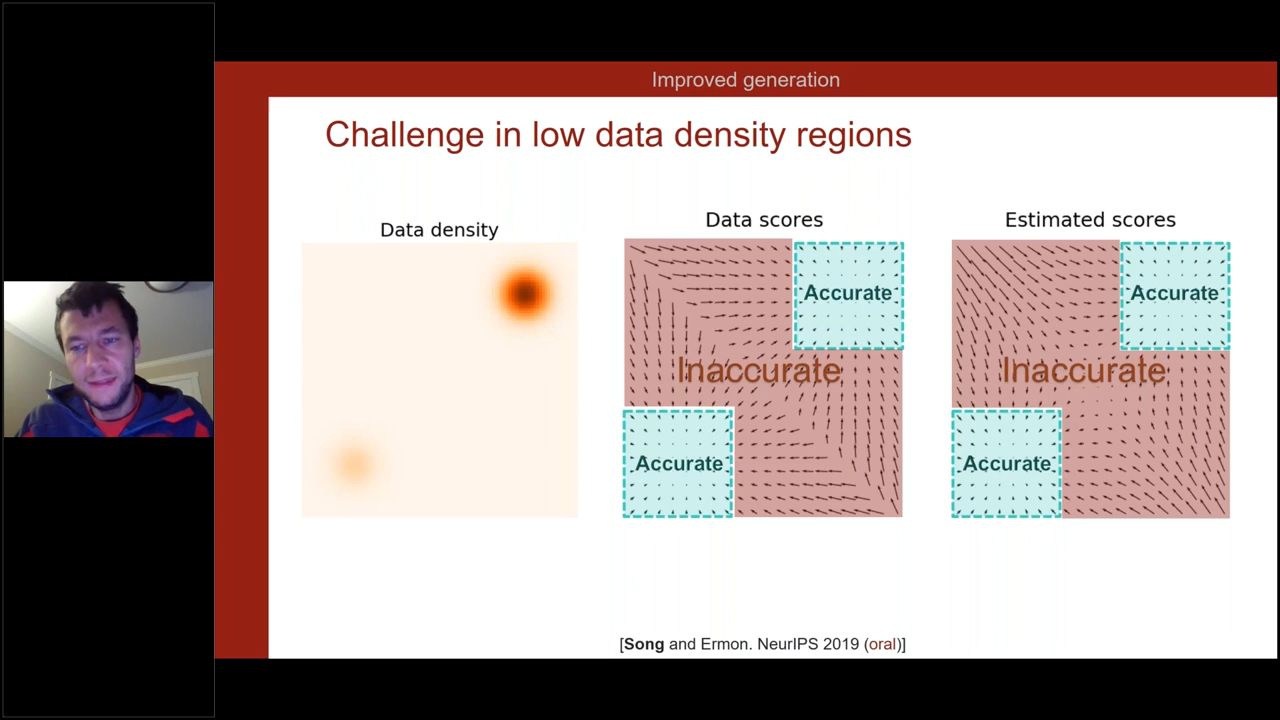 Improved generation
Challenge in low data density regions
Data density
Data scores
Estimated scores
Accurate
Accurate
Inaccurate
Inaccurate
Accurate
Accurate
[Song and Ermon. NeurIPS 2019 (oral)]